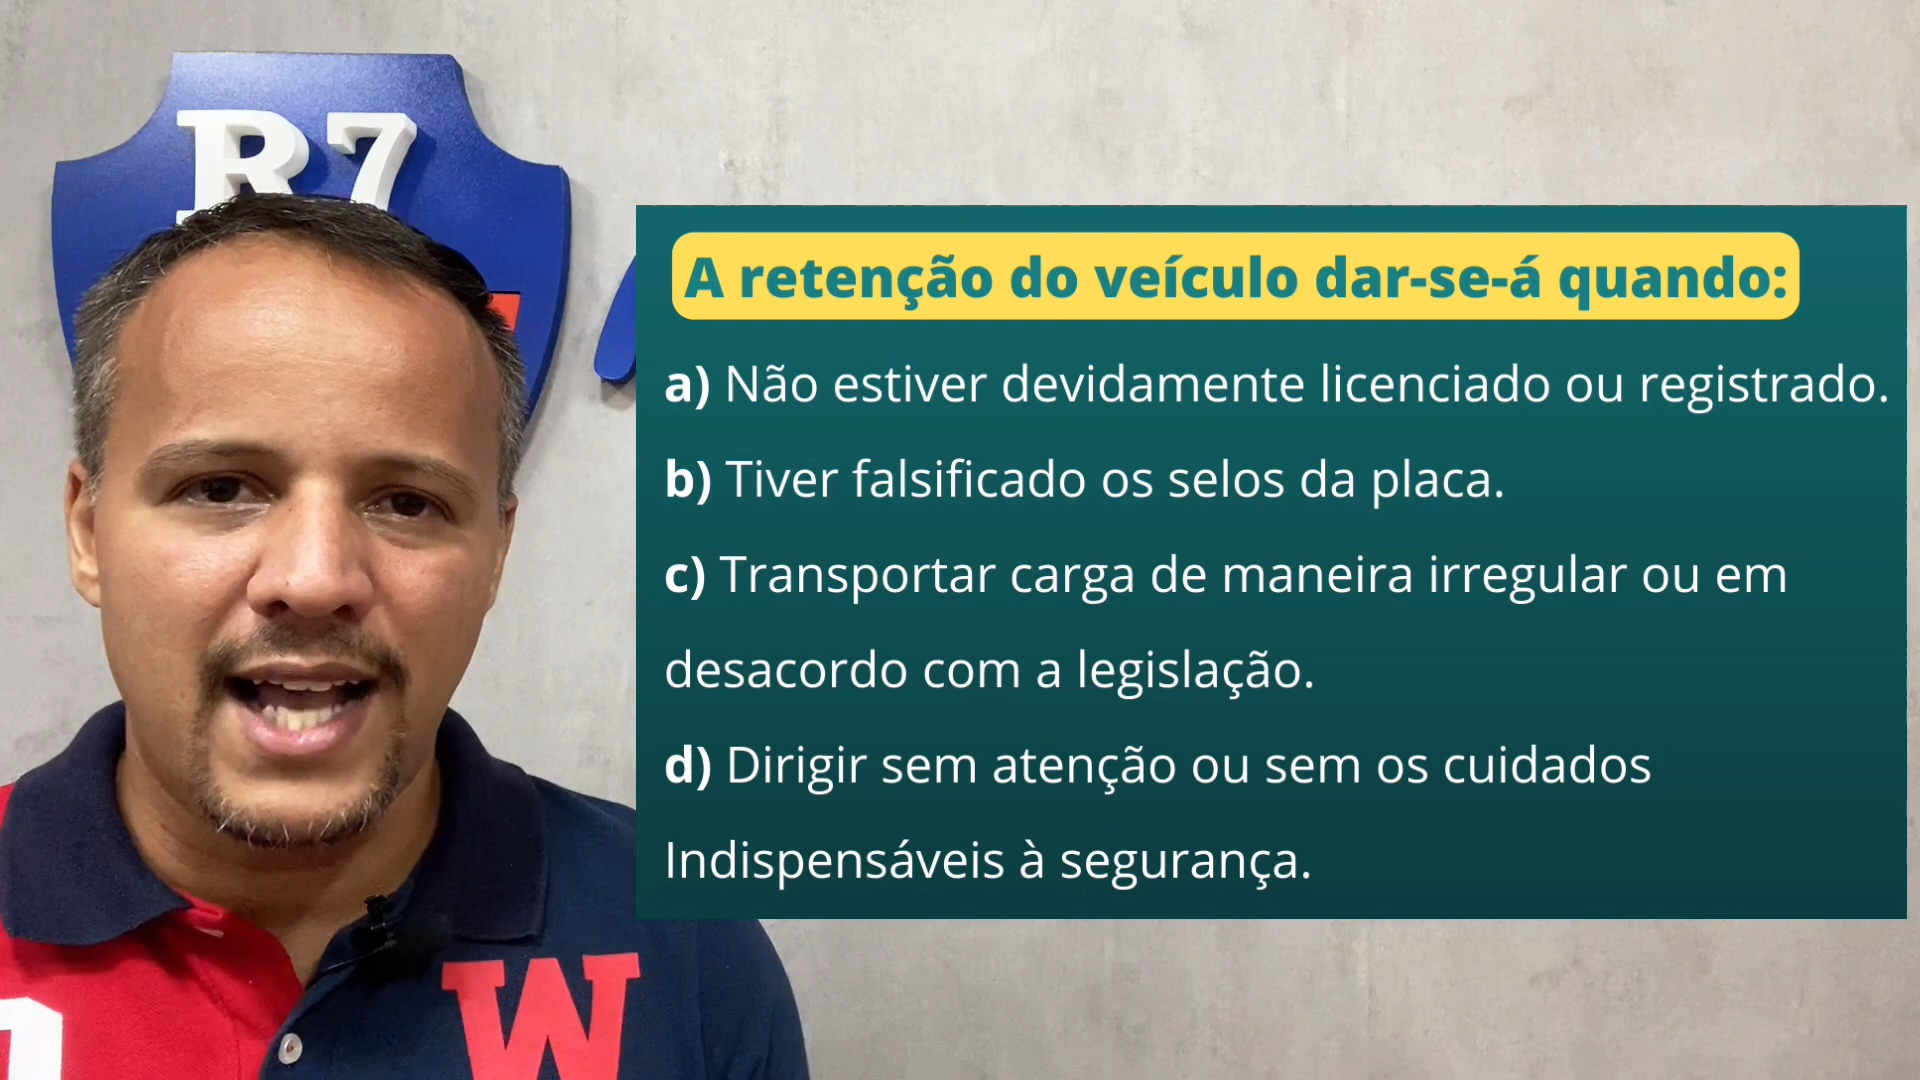 R7
A retenção do veículo dar-se-á quando:
a) Não estiver devidamente licenciado ou registrado.
b) Tiver falsificado os selos da placa.
c) Transportar carga de maneira irregular ou em
desacordo com a legislação.
d) Dirigir sem atenção ou sem os cuidados
Indispensáveis à segurança.
W